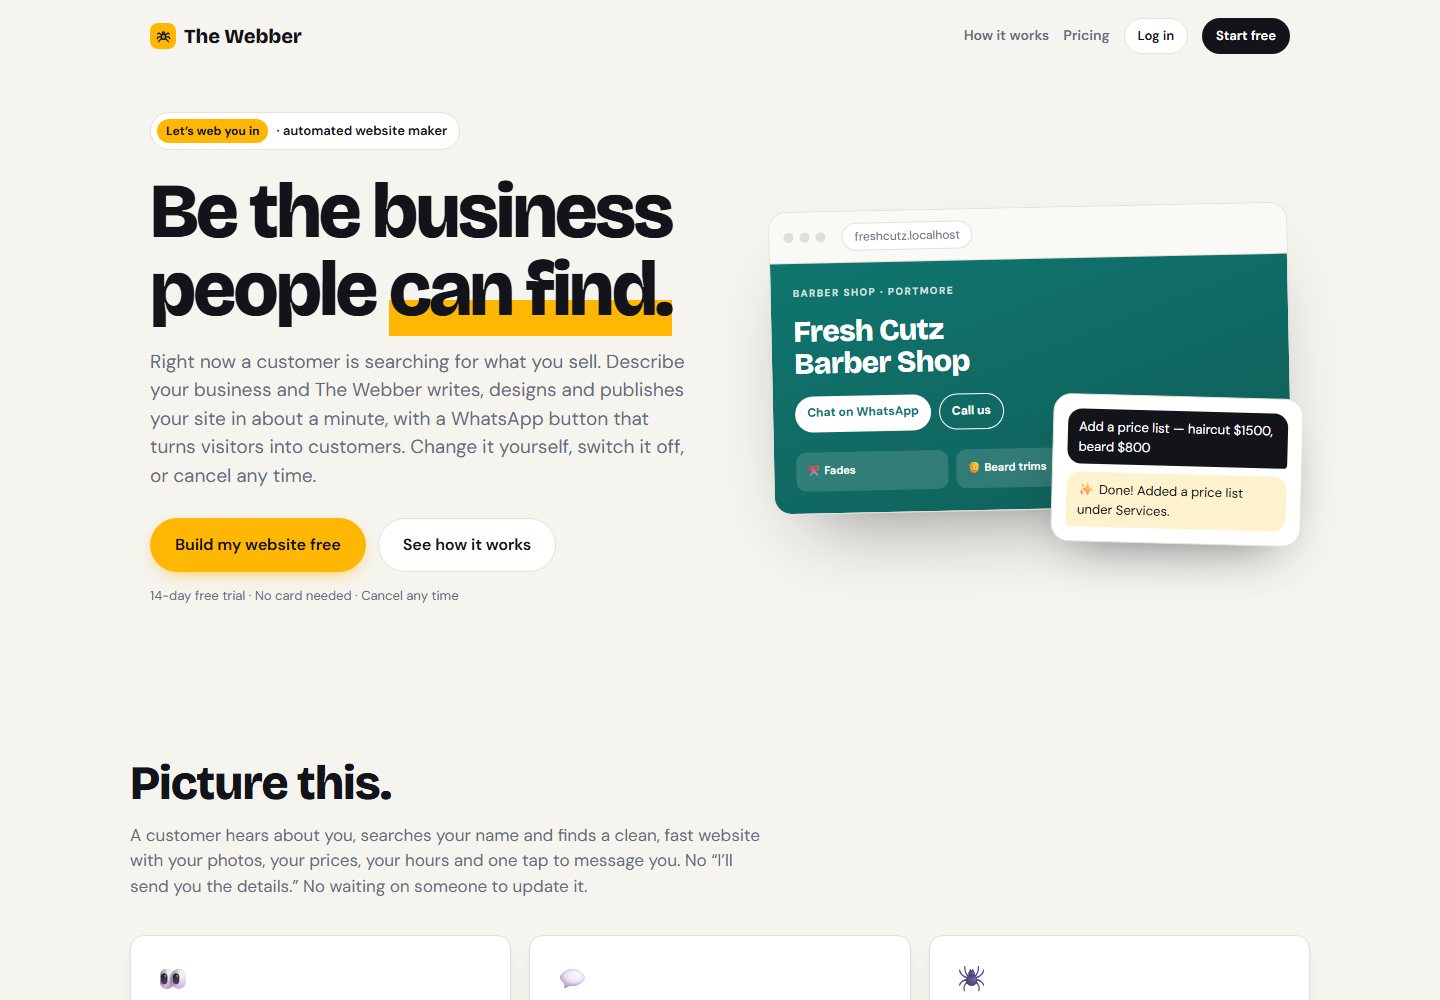 The Webber
How it works
Pricing
Log in
Start free
Let's web you in · automated website maker
Be the business
people can find.
Right now a customer is searching for what you sell. Describe
your business and The Webber writes, designs and publishes
your site in about a minute, with a WhatsApp button that
turns visitors into customers. Change it yourself, switch it off,
or cancel any time.
Build my website free
See how it works
14-day free trial · No card needed · Cancel any time
freshcutz.localhost
BARBER SHOP · PORTMORE
Fresh Cutz
Barber Shop
Chat on WhatsApp
Call us
Fades
Beard trims
Add a price list — haircut $1500,
beard $800
Done! Added a price list
under Services.
Picture this.
A customer hears about you, searches your name and finds a clean, fast website
with your photos, your prices, your hours and one tap to message you. No “I’ll
send you the details.” No waiting on someone to update it.